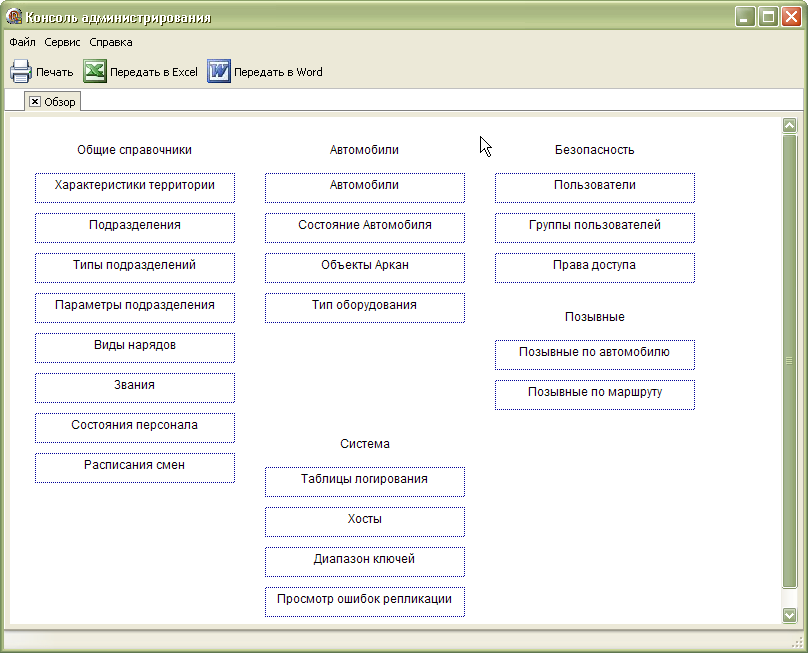 Консоль администрирования
Файл Сервис Справка
Печать Передать в Excel Передать в Word
Обзор
Общие справочники
Характеристики территории
Подразделения
Типы подразделений
Параметры подразделения
Виды нарядов
Звания
Состояния персонала
Расписания смен
Автомобили
Автомобили
Состояние Автомобиля
Объекты Аркан
Тип оборудования
Система
Таблицы логирования
Хосты
Диапазон ключей
Просмотр ошибок репликации
Безопасность
Пользователи
Группы пользователей
Права доступа
Позывные
Позывные по автомобилю
Позывные по маршруту